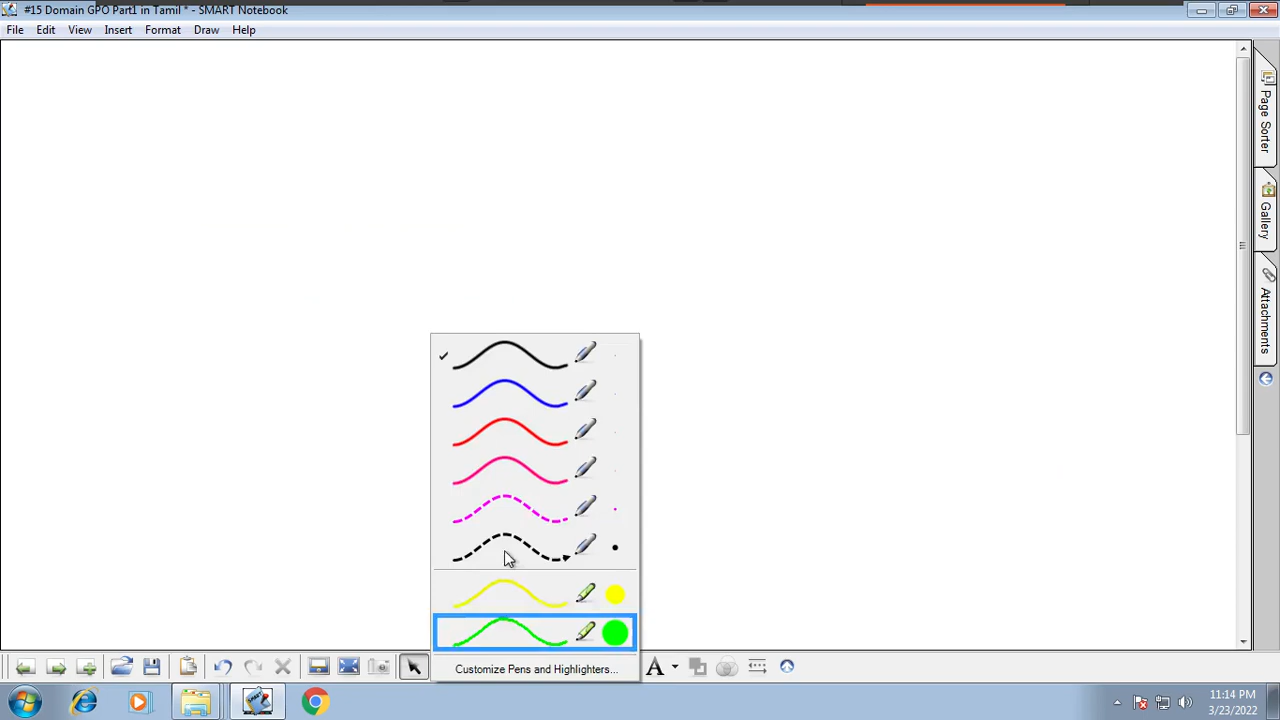 #15 Domain GPO Part1 in Tamil * - SMART Notebook
File Edit View Insert Format Draw Help
Page Sorter
Gallery
Attachments
Customize Pens and Highlighters...
A
11:14 PM
3/23/2022